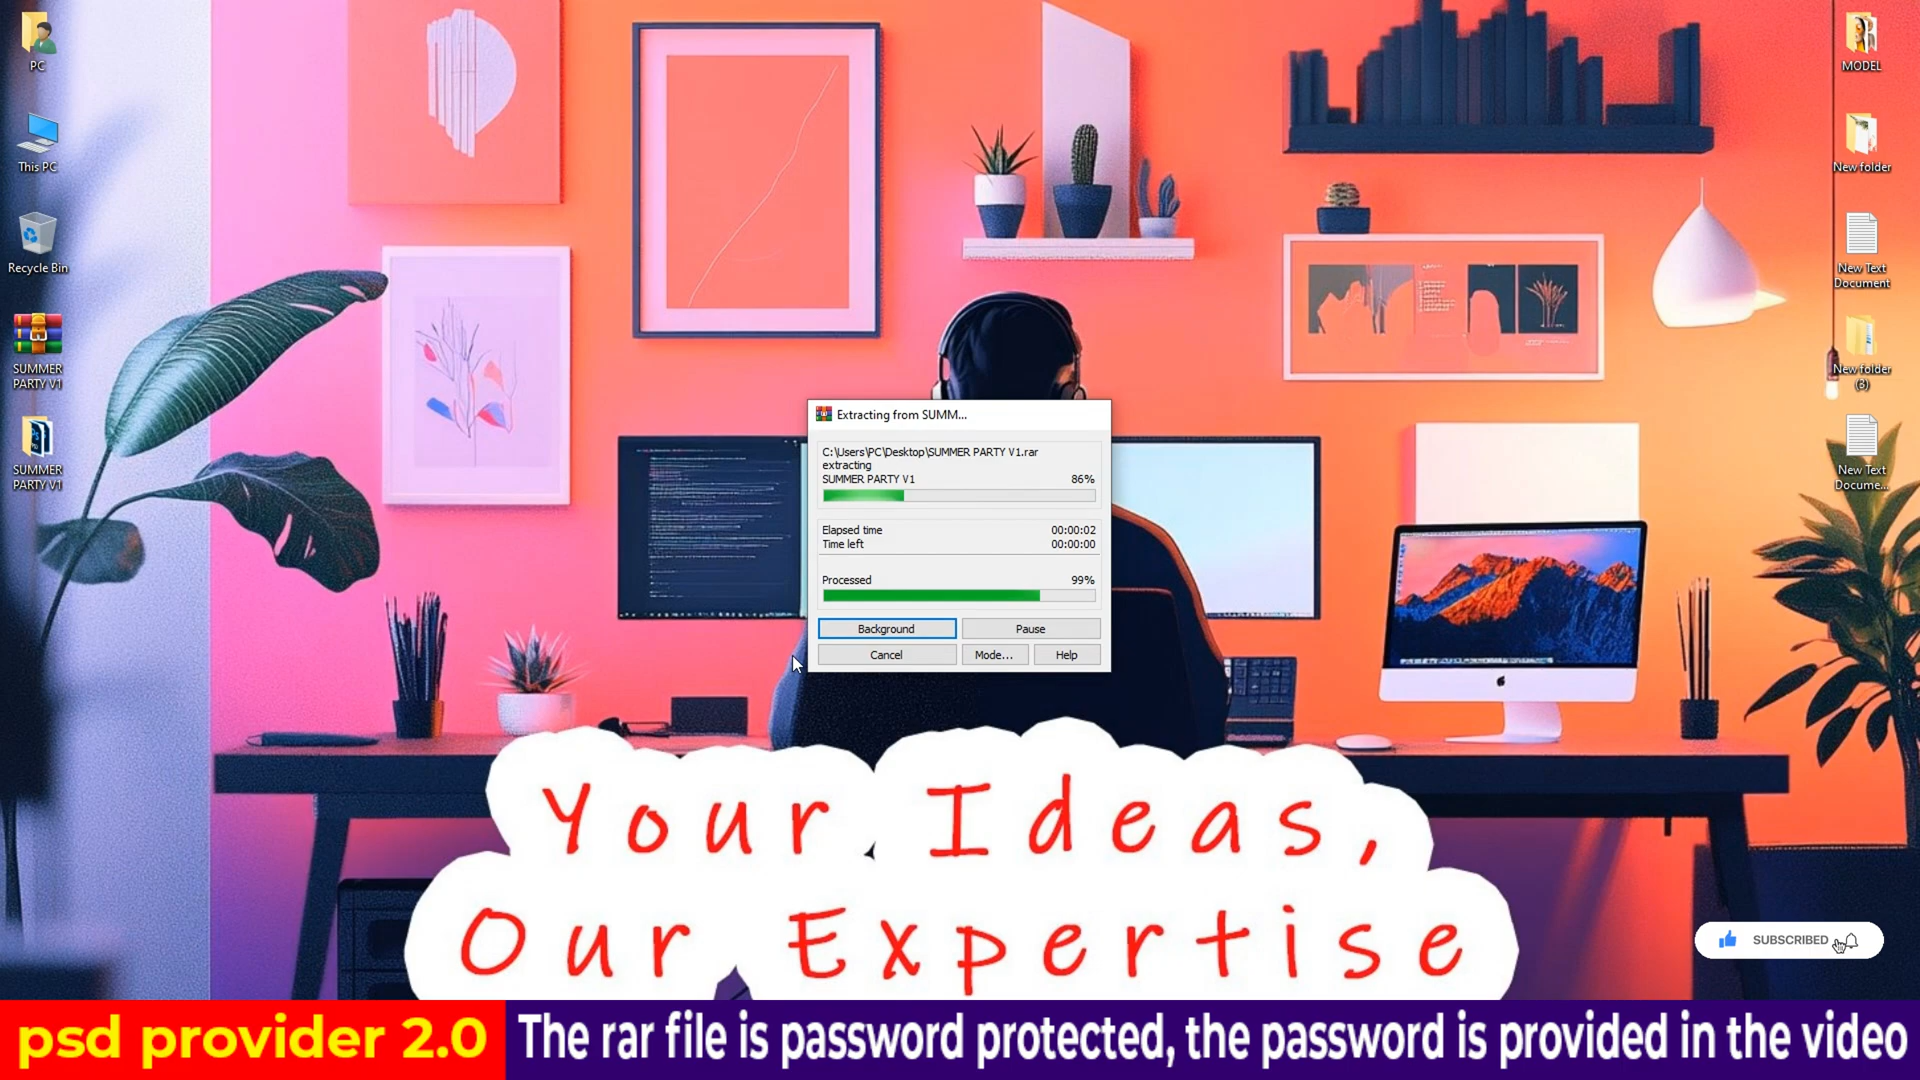 PC
This PC
Recycle Bin
SUMMER
PARTY V1
SUMMER
PARTY V1
MODEL
New folder
New Text
Document
New folder
(3)
New Text
Docume...
Extracting from SUMM...
C:\Users\PC\Desktop\SUMMER PARTY V1.rar
extracting
SUMMER PARTY V1 86%
Elapsed time 00:00:02
Time left 00:00:00
Processed 99%
Background Pause
Cancel Mode... Help
Your Ideas,
Our Expertise
SUBSCRIBED
psd provider 2.0 The rar file is password protected, the password is provided in the video